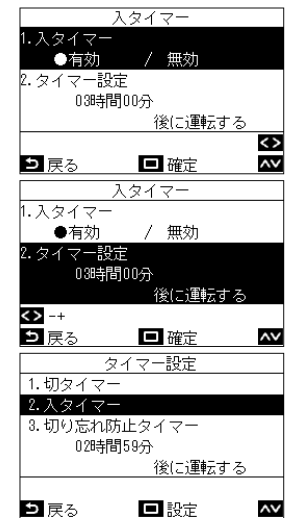 入タイマー
1.入タイマー
●有効 / 無効
2.タイマー設定
03時間00分
後に運転する
<>
戻る 確定 ∧∨
入タイマー
1.入タイマー
●有効 / 無効
2.タイマー設定
03時間00分
後に運転する
<> -+
戻る 確定 ∧∨
タイマー設定
1.切タイマー
2.入タイマー
3.切り忘れ防止タイマー
02時間59分
後に運転する
戻る 設定 ∧∨